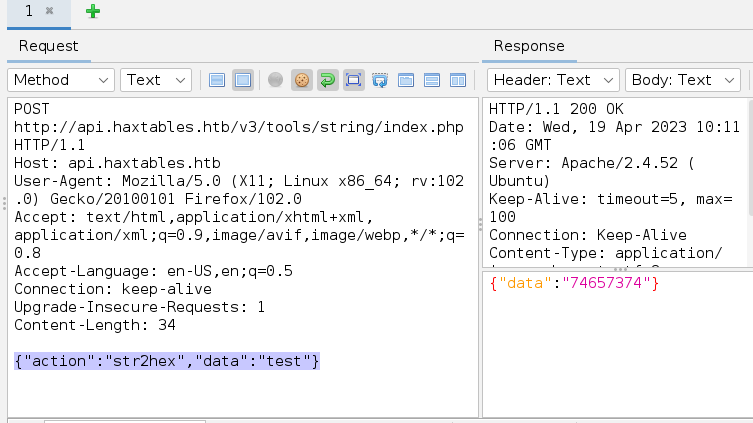 1
Request
Response
Method
Text
Header: Text
Body: Text
POST
http://api.haxtables.htb/v3/tools/string/index.php
HTTP/1.1
Host: api.haxtables.htb
User-Agent: Mozilla/5.0 (X11; Linux x86_64; rv:102
.0) Gecko/20100101 Firefox/102.0
Accept: text/html,application/xhtml+xml,
application/xml;q=0.9,image/avif,image/webp,*/*;q=
0.8
Accept-Language: en-US,en;q=0.5
Connection: keep-alive
Upgrade-Insecure-Requests: 1
Content-Length: 34
{"action":"str2hex","data":"test"}
HTTP/1.1 200 OK
Date: Wed, 19 Apr 2023 10:11
:06 GMT
Server: Apache/2.4.52 (
Ubuntu)
Keep-Alive: timeout=5, max=
100
Connection: Keep-Alive
Content-Type: application/
{"data":"74657374"}